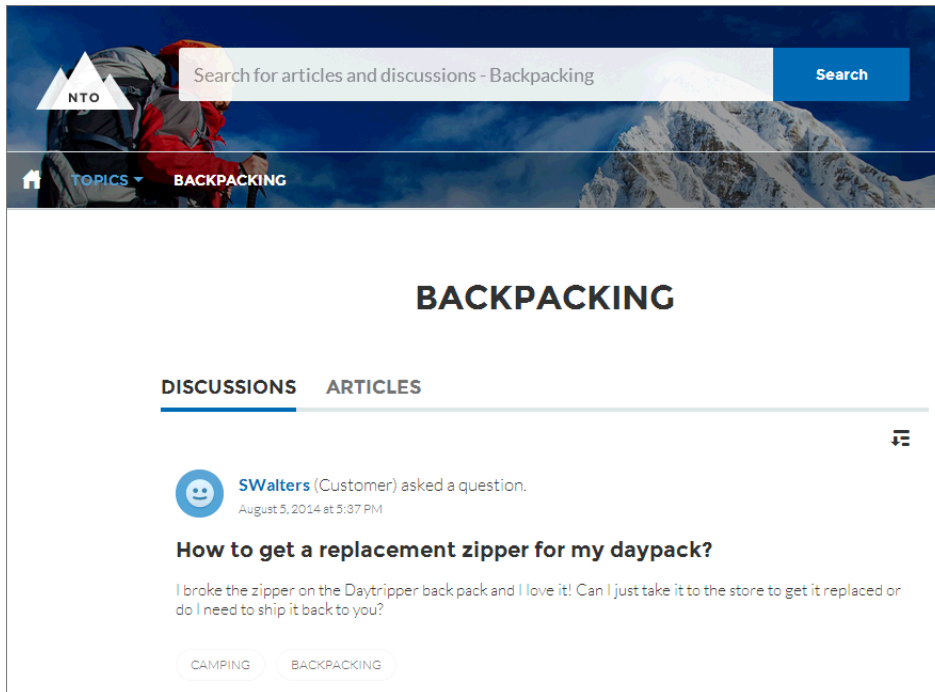 Search for articles and discussions - Backpacking
Search
NTO
TOPICS
BACKPACKING
BACKPACKING
DISCUSSIONS
ARTICLES
SWalters (Customer) asked a question.
August 5, 2014 at 5:37 PM
How to get a replacement zipper for my daypack?
I broke the zipper on the Daytripper back pack and I love it! Can I just take it to the store to get it replaced or
do I need to ship it back to you?
CAMPING
BACKPACKING